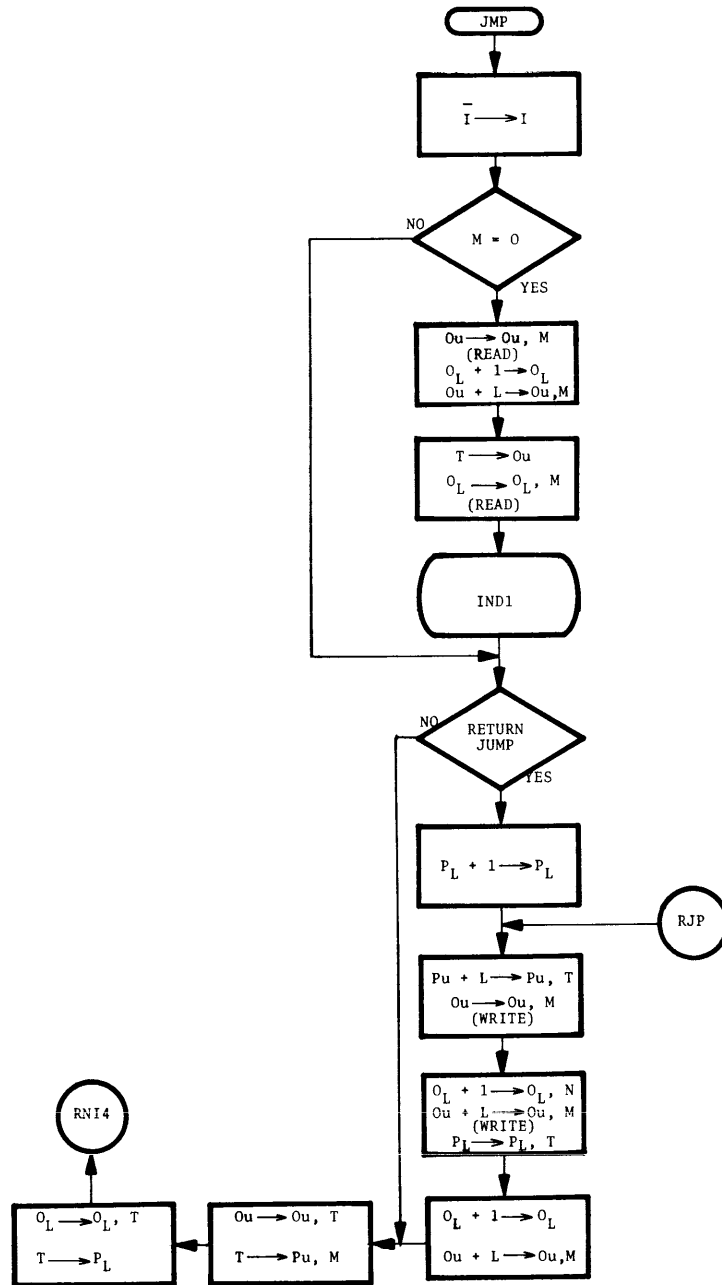 JMP
I̅ ⟶ I
NO
M = O
YES
Ou ⟶ Ou, M
(READ)
O_L + 1 ⟶ O_L
Ou + L ⟶ Ou,M
T ⟶ Ou
O_L ⟶ O_L, M
(READ)
IND1
NO
RETURN
JUMP
YES
P_L + 1 ⟶ P_L
RJP
Pu + L ⟶ Pu, T
Ou ⟶ Ou, M
(WRITE)
O_L + 1 ⟶ O_L, N
Ou + L ⟶ Ou, M
(WRITE)
P_L ⟶ P_L, T
RNI4
O_L ⟶ O_L, T
T ⟶ P_L
Ou ⟶ Ou, T
T ⟶ Pu, M
O_L + 1 ⟶ O_L
Ou + L ⟶ Ou,M